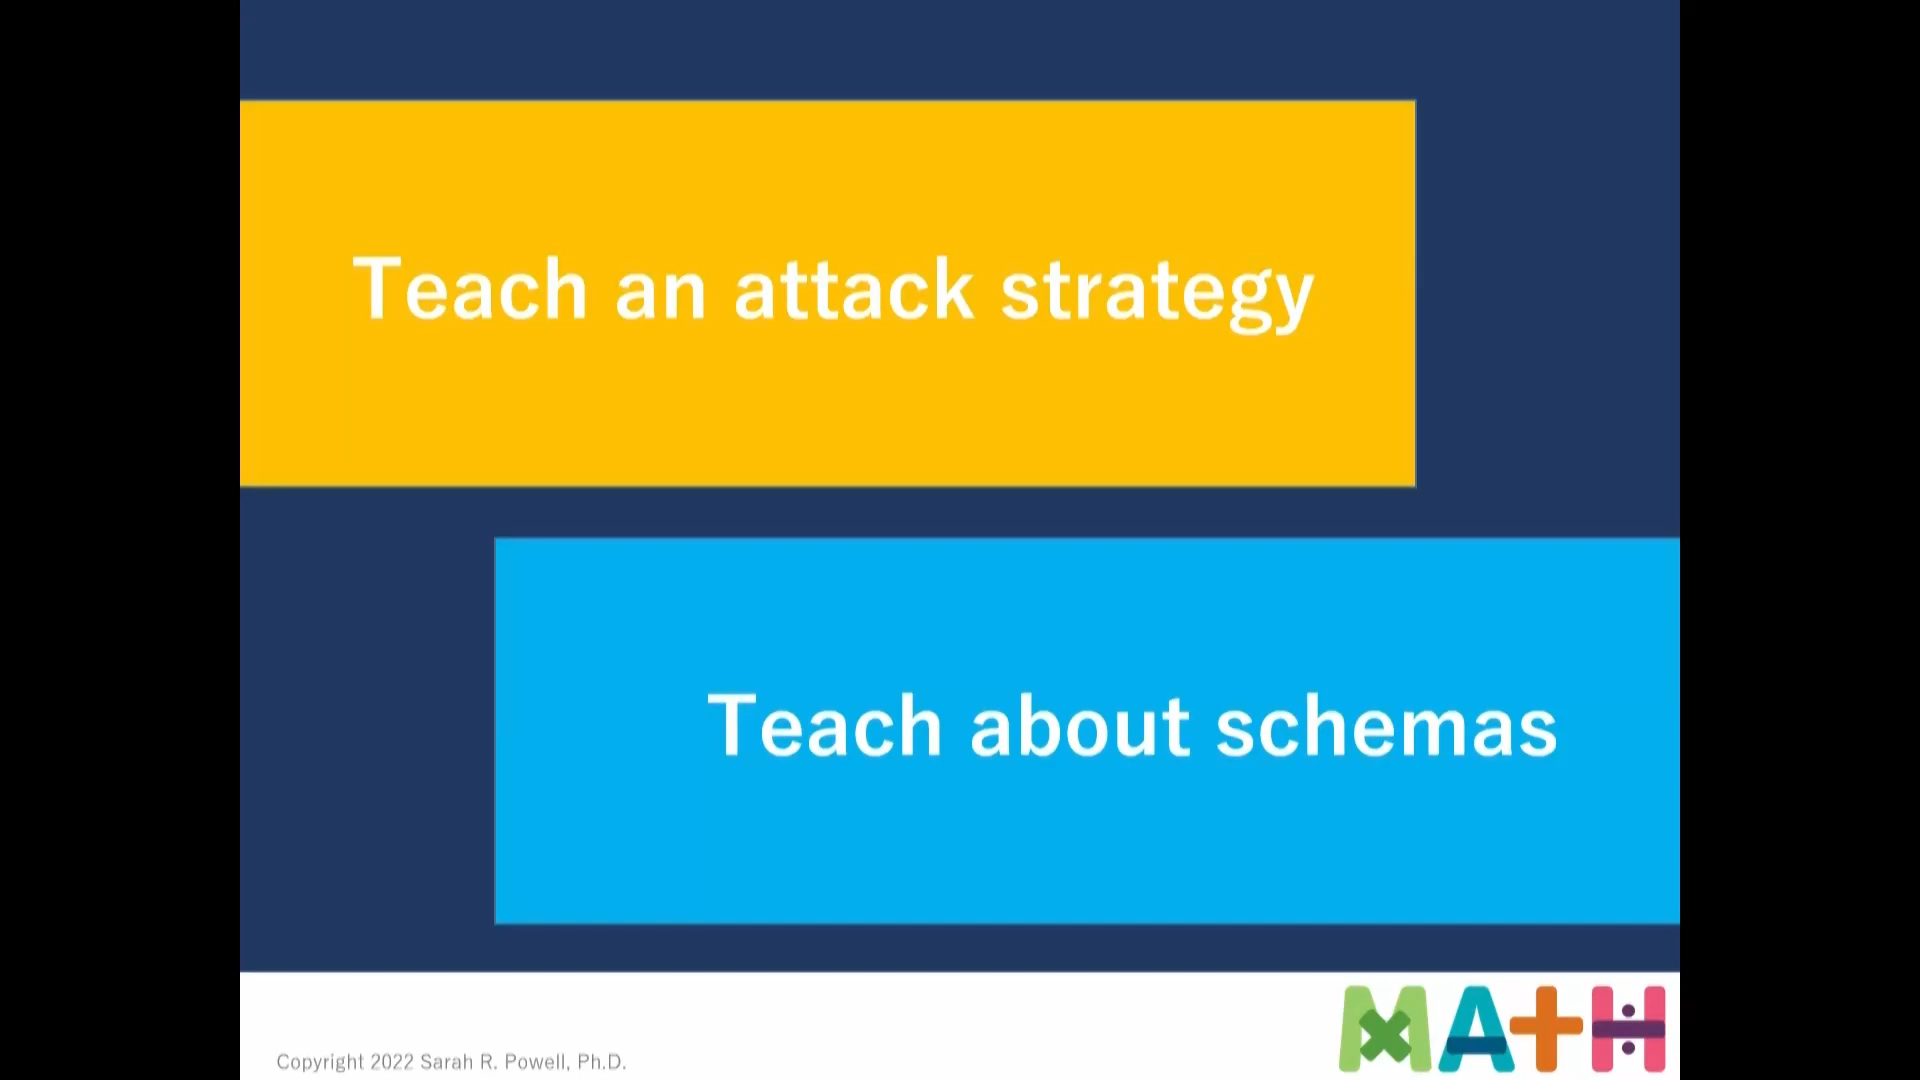 Teach an attack strategy
Teach about schemas
Copyright 2022 Sarah R. Powell, Ph.D.
MATH